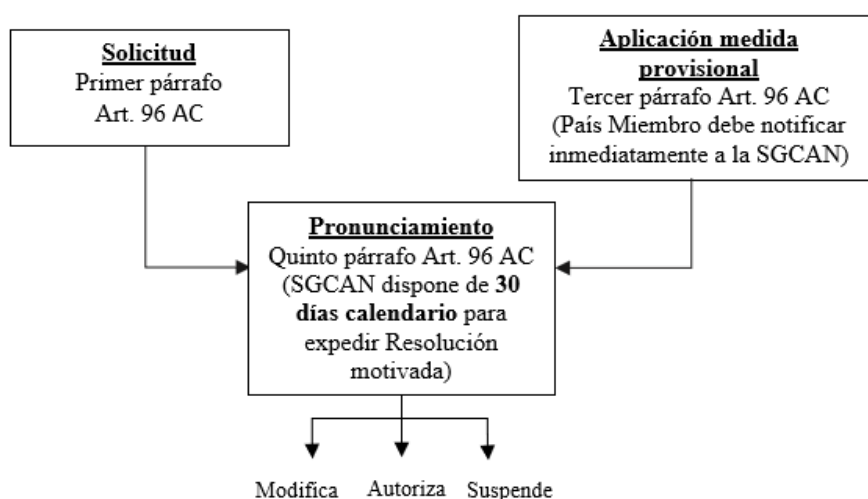 Solicitud
Primer párrafo
Art. 96 AC
Aplicación medida
provisional
Tercer párrafo Art. 96 AC
(País Miembro debe notificar
inmediatamente a la SGCAN)
Pronunciamiento
Quinto párrafo Art. 96 AC
(SGCAN dispone de 30
días calendario para
expedir Resolución
motivada)
Modifica
Autoriza
Suspende